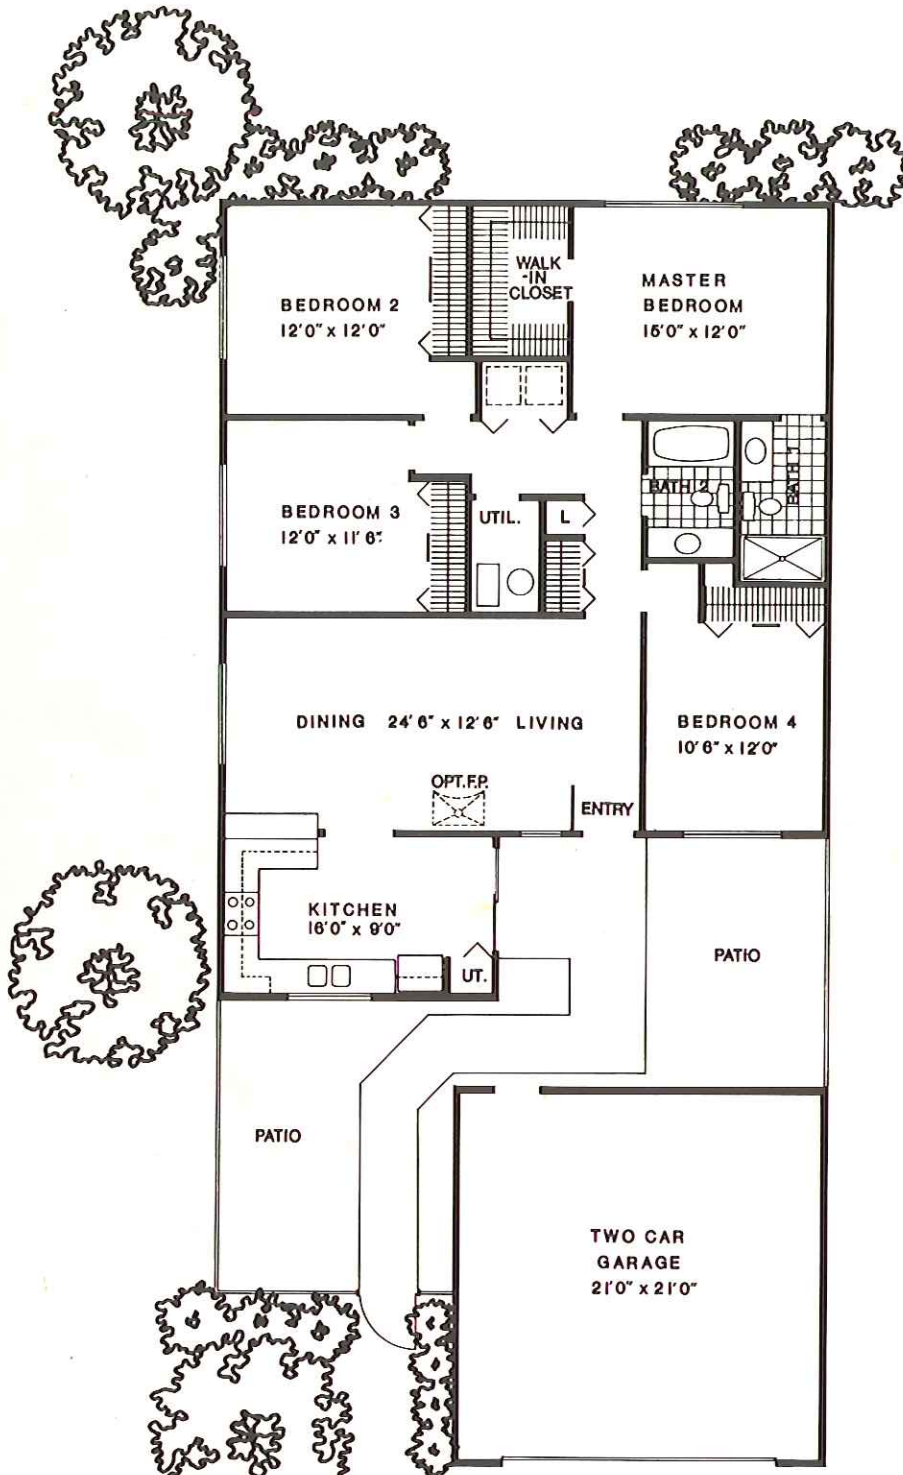 BEDROOM 2
12'0" x 12'0"
WALK
-IN
CLOSET
MASTER
BEDROOM
15'0" x 12'0"
BEDROOM 3
12'0" x 11'6"
UTIL.
L
BATH 2
BATH 1
DINING 24'6" x 12'6" LIVING
BEDROOM 4
10'6" x 12'0"
OPT. F.P.
ENTRY
KITCHEN
16'0" x 9'0"
UT.
PATIO
PATIO
TWO CAR
GARAGE
21'0" x 21'0"